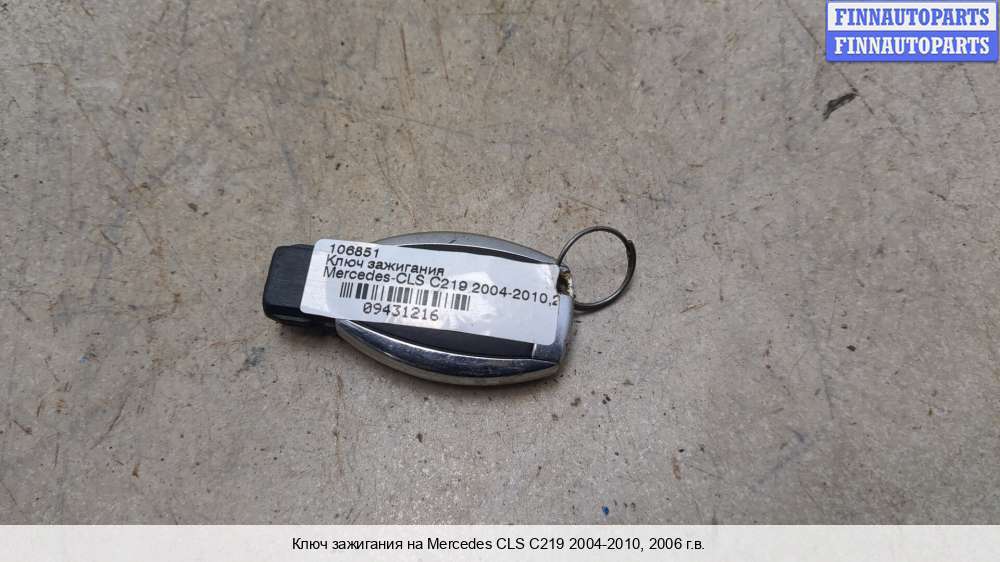 FINNAUTOPARTS
FINNAUTOPARTS
106851
Ключ зажигания
Mercedes-CLS C219 2004-2010,2
09431216
Ключ зажигания на Mercedes CLS C219 2004-2010, 2006 г.в.